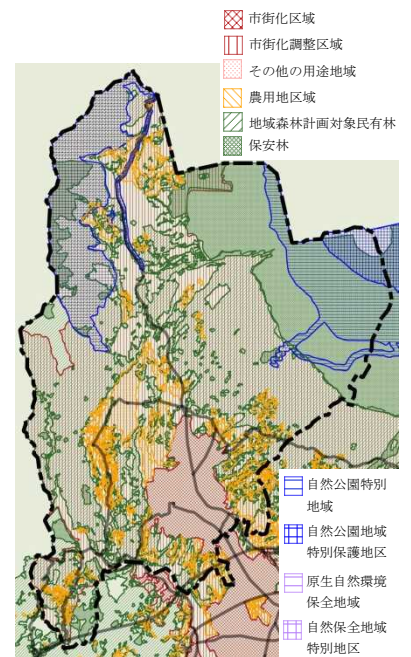 市街化区域
市街化調整区域
その他の用途地域
農用地区域
地域森林計画対象民有林
保安林
自然公園特別
地域
自然公園地域
特別保護地区
原生自然環境
保全地域
自然保全地域
特別地区